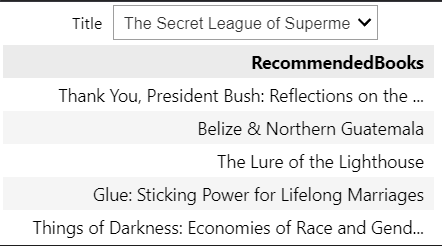 Title The Secret League of Superme
RecommendedBooks
Thank You, President Bush: Reflections on the ...
Belize & Northern Guatemala
The Lure of the Lighthouse
Glue: Sticking Power for Lifelong Marriages
Things of Darkness: Economies of Race and Gend...